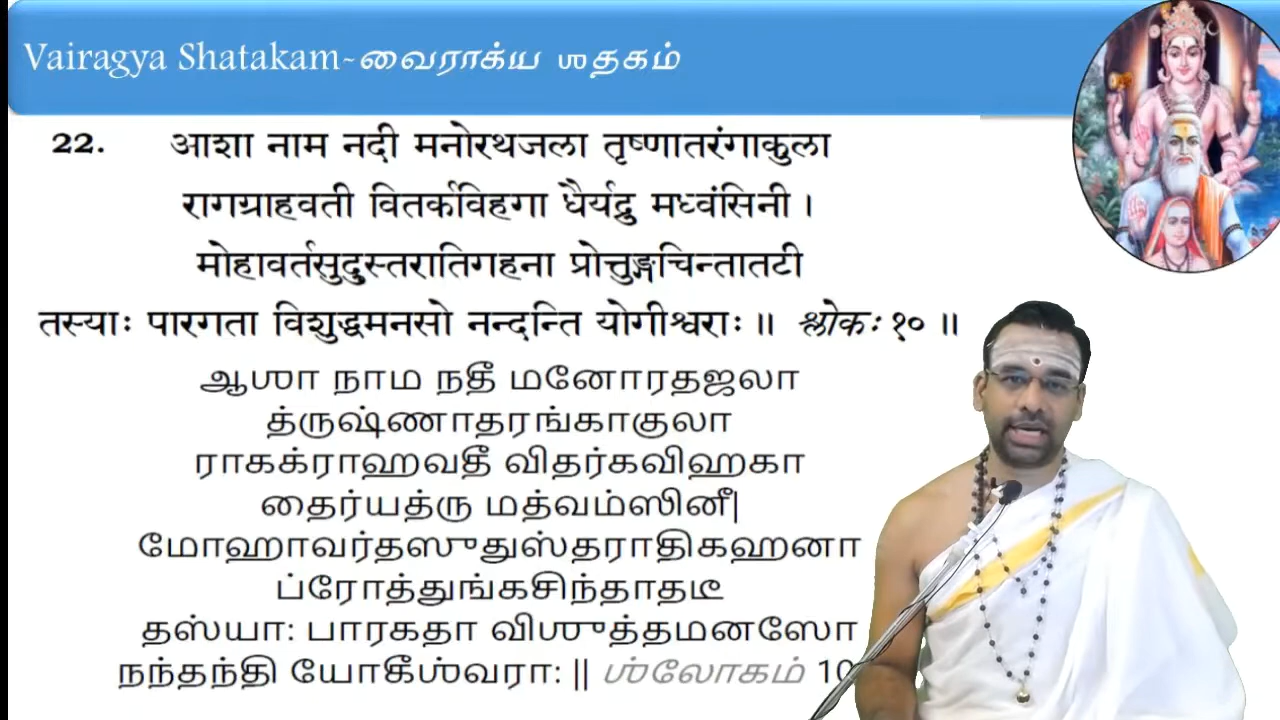 Vairagya Shatakam-வைராக்ய ஶதகம்
22. आशा नाम नदी मनोरथजला तृष्णातरंगाकुला
रागग्राहवती वितर्कविहगा धैर्यद्रु मध्वंसिनी ।
मोहावर्तसुदुस्तरातिगहना प्रोत्तुङ्गचिन्तातटी
तस्याः पारगता विशुद्धमनसो नन्दन्ति योगीश्वराः ॥ श्लोकः १० ॥
ஆஶா நாம நதீ மனோரதஜலா
த்ருஷ்ணாதரங்காகுலா
ராகக்ராஹவதீ விதர்கவிஹகா
தைர்யத்ரு மத்வம்ஸினீ|
மோஹாவர்தஸுதுஸ்தராதிகஹனா
ப்ரோத்துங்கசிந்தாதடீ
தஸ்யா: பாரகதா விஶுத்தமனஸோ
நந்தந்தி யோகீஶ்வரா: || ஶ்லோகம் 10